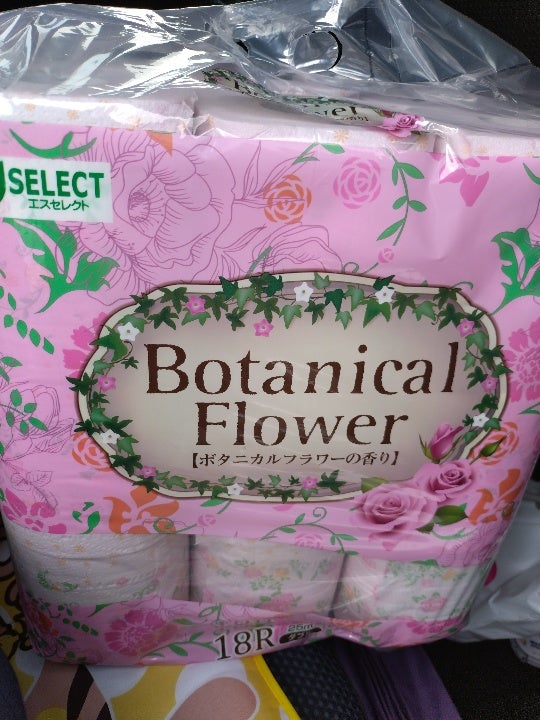 SELECT
エスセレクト
Botanical
Flower
【ボタニカルフラワーの香り】
18R